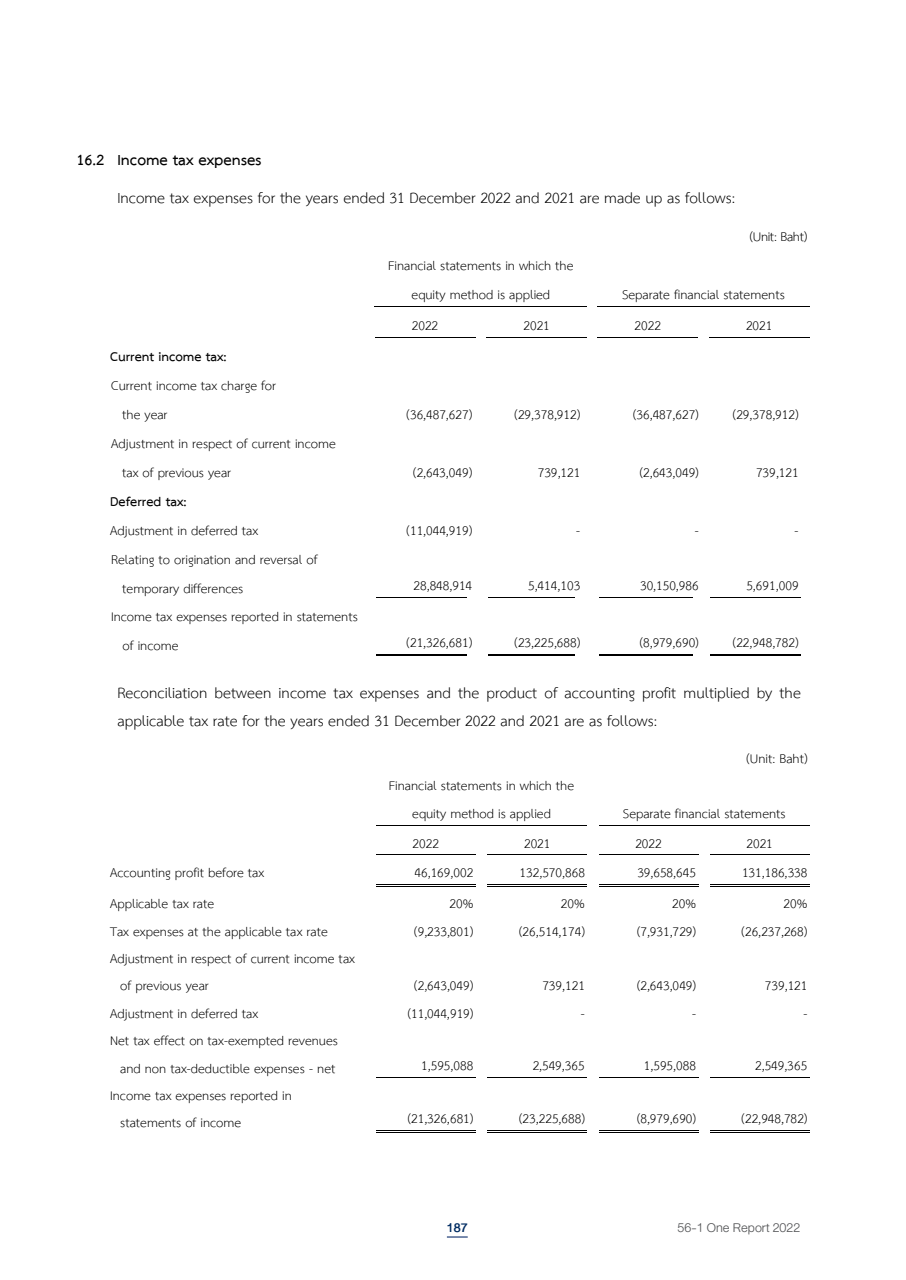 16.2 Income tax expenses
Income tax expenses for the years ended 31 December 2022 and 2021 are made up as follows:
(Unit: Baht)
Financial statements in which the
equity method is applied Separate financial statements
2022 2021 2022 2021
Current income tax:
Current income tax charge for
the year (36,487,627) (29,378,912) (36,487,627) (29,378,912)
Adjustment in respect of current income
tax of previous year (2,643,049) 739,121 (2,643,049) 739,121
Deferred tax:
Adjustment in deferred tax (11,044,919) - - -
Relating to origination and reversal of
temporary differences 28,848,914 5,414,103 30,150,986 5,691,009
Income tax expenses reported in statements
of income (21,326,681) (23,225,688) (8,979,690) (22,948,782)
Reconciliation between income tax expenses and the product of accounting profit multiplied by the
applicable tax rate for the years ended 31 December 2022 and 2021 are as follows:
(Unit: Baht)
Financial statements in which the
equity method is applied Separate financial statements
2022 2021 2022 2021
Accounting profit before tax 46,169,002 132,570,868 39,658,645 131,186,338
Applicable tax rate 20% 20% 20% 20%
Tax expenses at the applicable tax rate (9,233,801) (26,514,174) (7,931,729) (26,237,268)
Adjustment in respect of current income tax
of previous year (2,643,049) 739,121 (2,643,049) 739,121
Adjustment in deferred tax (11,044,919) - - -
Net tax effect on tax-exempted revenues
and non tax-deductible expenses - net 1,595,088 2,549,365 1,595,088 2,549,365
Income tax expenses reported in
statements of income (21,326,681) (23,225,688) (8,979,690) (22,948,782)
187 56-1 One Report 2022